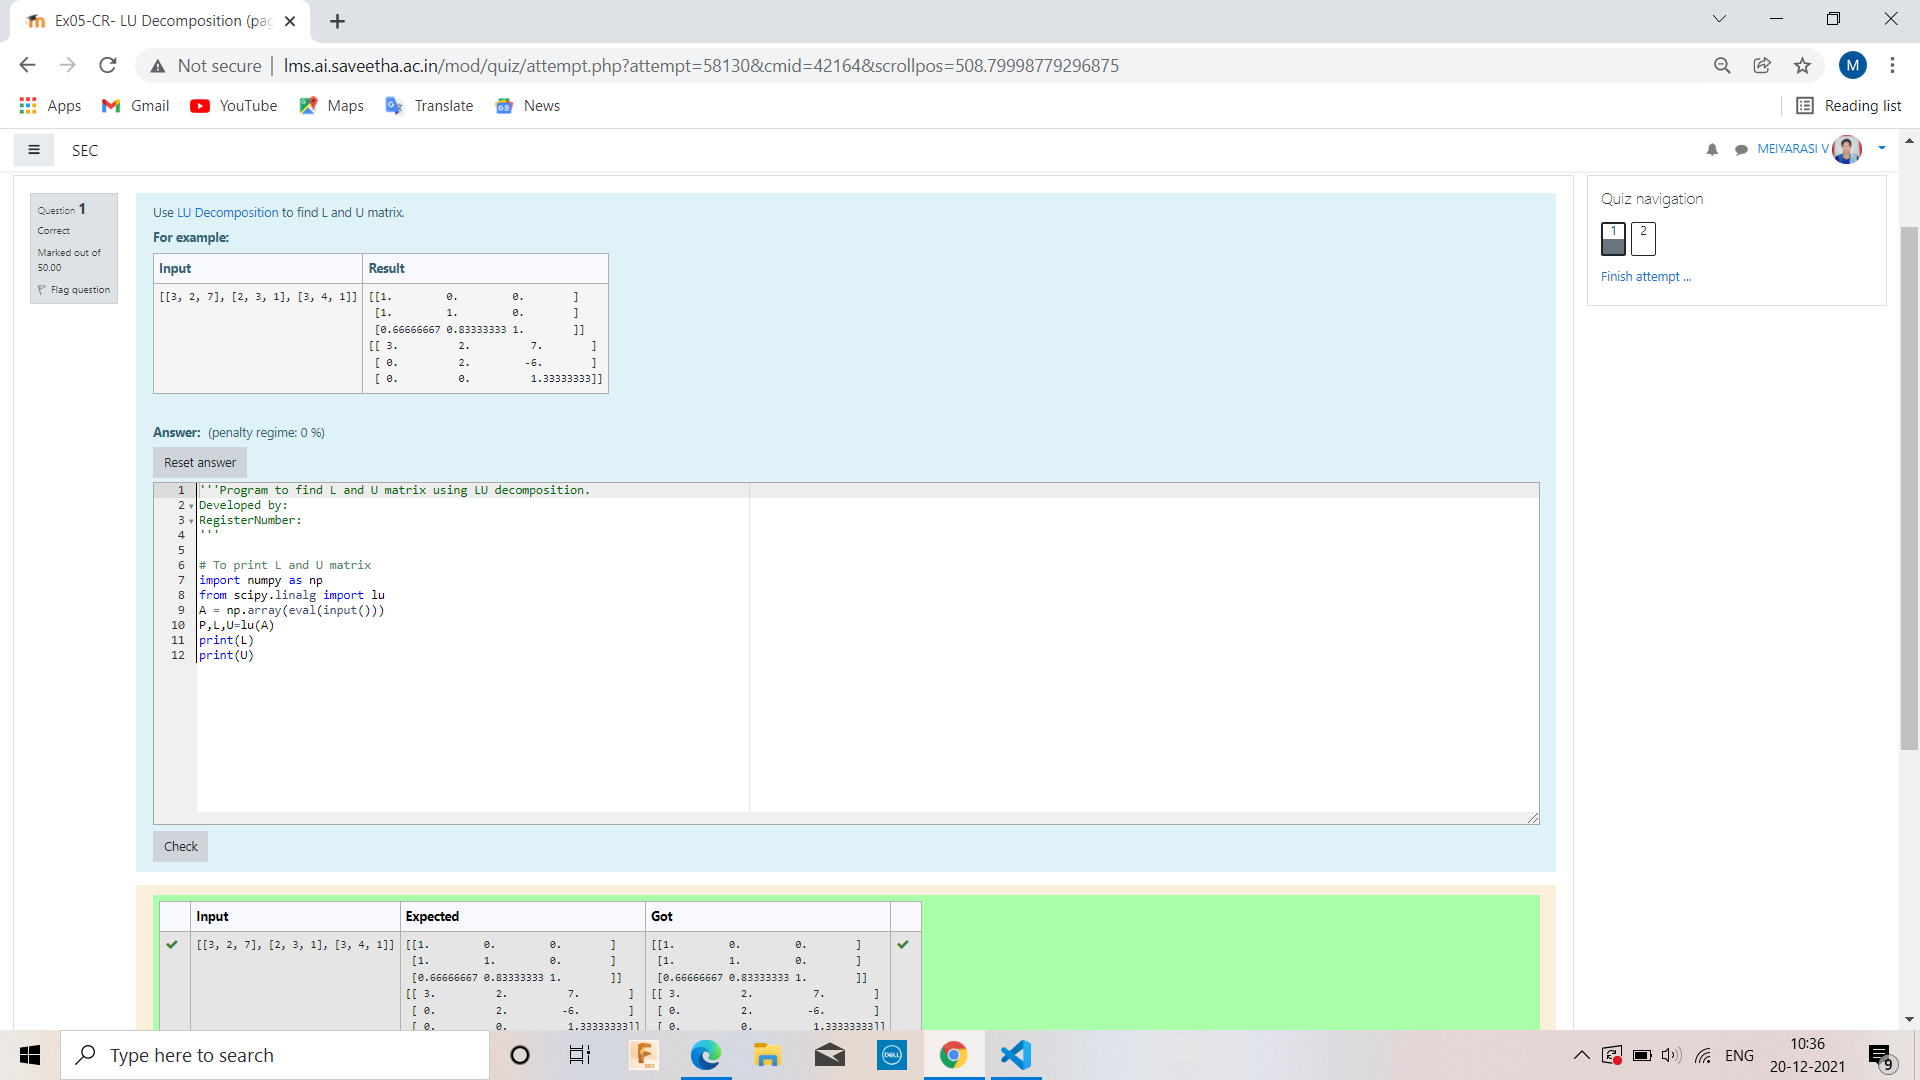 Ex05-CR- LU Decomposition (pag
Not secure | lms.ai.saveetha.ac.in/mod/quiz/attempt.php?attempt=58130&cmid=42164&scrollpos=508.79998779296875
M
Apps Gmail YouTube Maps Translate News Reading list
SEC MEIYARASI V
Question 1
Correct
Marked out of
50.00
Flag question
Use LU Decomposition to find L and U matrix.
For example:
Input Result
[[3, 2, 7], [2, 3, 1], [3, 4, 1]] [[1. 0. 0. ]
[1. 1. 0. ]
[0.66666667 0.83333333 1. ]]
[[ 3. 2. 7. ]
[ 0. 2. -6. ]
[ 0. 0. 1.33333333]]
Answer: (penalty regime: 0 %)
Reset answer
1 '''Program to find L and U matrix using LU decomposition.
2 Developed by:
3 RegisterNumber:
4 '''
5
6 # To print L and U matrix
7 import numpy as np
8 from scipy.linalg import lu
9 A = np.array(eval(input()))
10 P,L,U=lu(A)
11 print(L)
12 print(U)
Check
Input Expected Got
[[3, 2, 7], [2, 3, 1], [3, 4, 1]] [[1. 0. 0. ] [[1. 0. 0. ]
[1. 1. 0. ] [1. 1. 0. ]
[0.66666667 0.83333333 1. ]] [0.66666667 0.83333333 1. ]]
[[ 3. 2. 7. ] [[ 3. 2. 7. ]
[ 0. 2. -6. ] [ 0. 2. -6. ]
[ 0. 0. 1.33333333]] [ 0. 0. 1.33333333]]
Quiz navigation
1 2
Finish attempt ...
Type here to search
DELL
ENG
10:36
20-12-2021
9